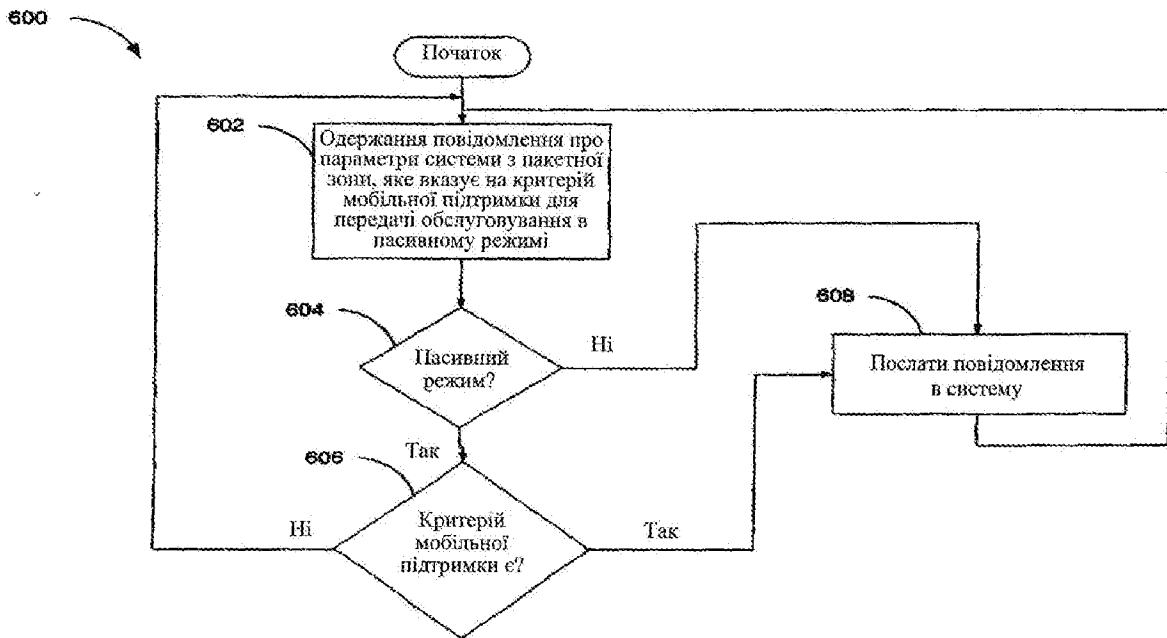 600
Початок
602
Одержання повідомлення про
параметри системи з пакетної
зони, яке вказує на критерій
мобільної підтримки для
передачі обслуговування в
пасивному режимі
604
Пасивний
режим?
Ні
608
Послати повідомлення
в систему
Так
606
Критерій
мобільної
підтримки є?
Ні
Так